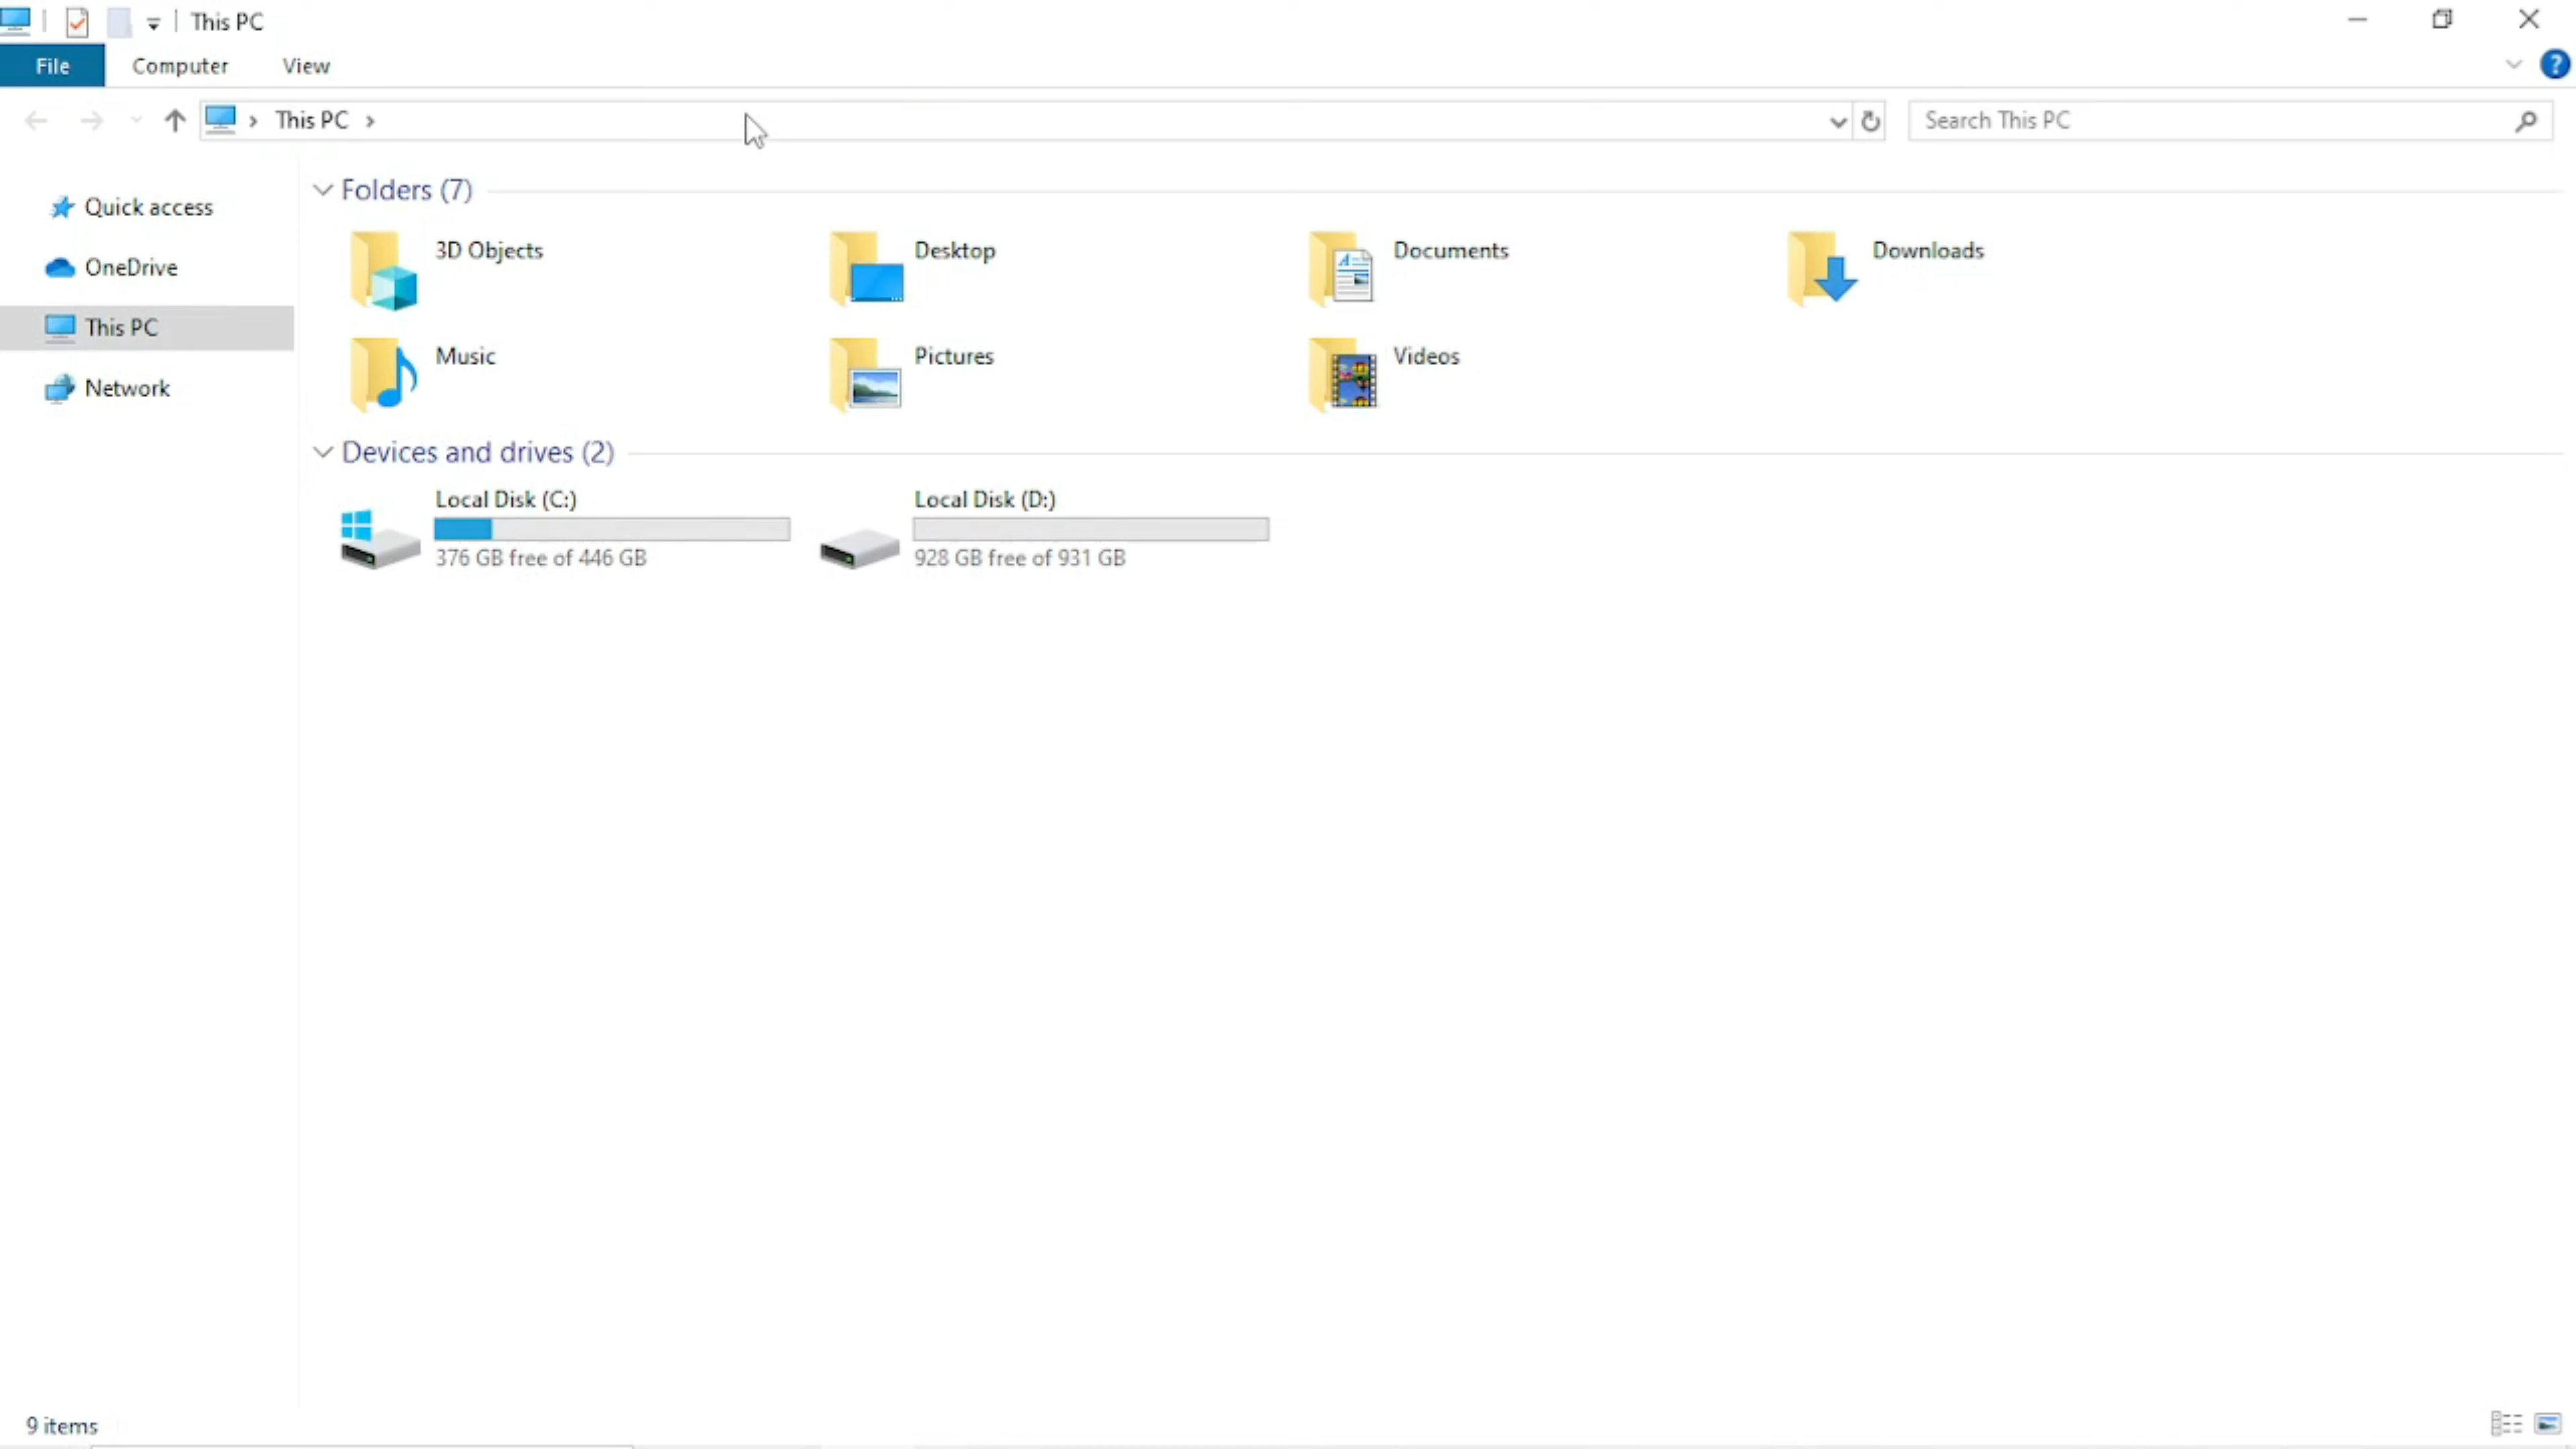 This PC
File Computer View
This PC
Search This PC
Quick access
OneDrive
This PC
Network
Folders (7)
3D Objects
Desktop
Documents
Downloads
Music
Pictures
Videos
Devices and drives (2)
Local Disk (C:)
376 GB free of 446 GB
Local Disk (D:)
928 GB free of 931 GB
9 items